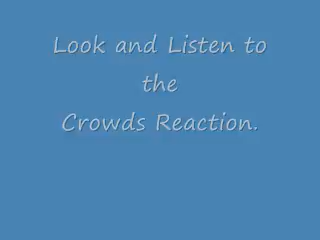 Look and Listen to
the
Crowds Reaction.